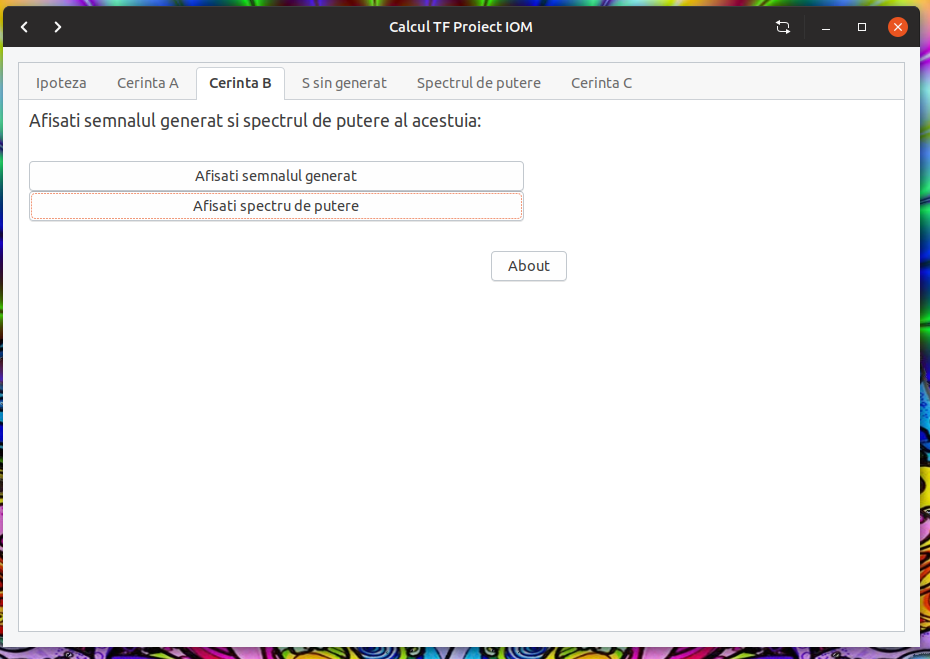 Calcul TF Proiect IOM
Ipoteza Cerinta A Cerinta B S sin generat Spectrul de putere Cerinta C
Afisati semnalul generat si spectrul de putere al acestuia:
Afisati semnalul generat
Afisati spectru de putere
About